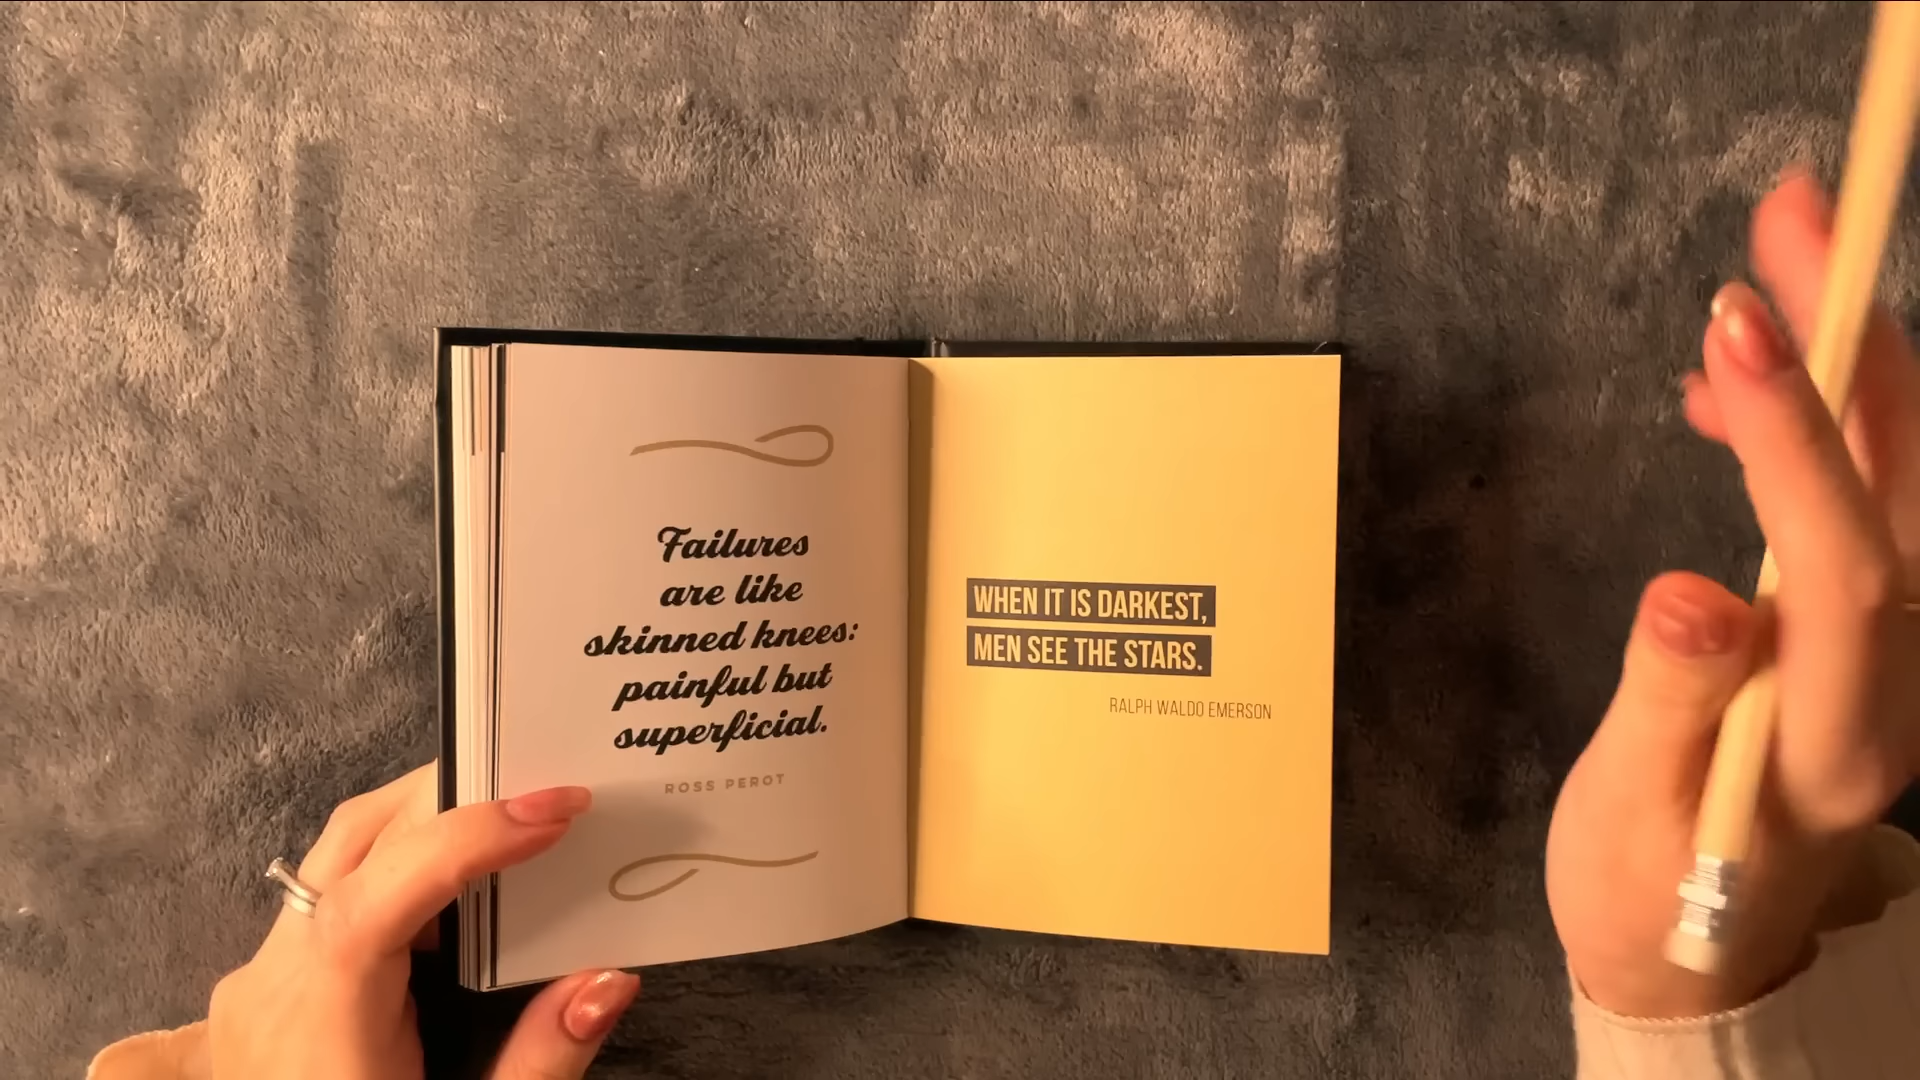 Failures
are like
skinned knees:
painful but
superficial.
ROSS PEROT
WHEN IT IS DARKEST,
MEN SEE THE STARS.
RALPH WALDO EMERSON